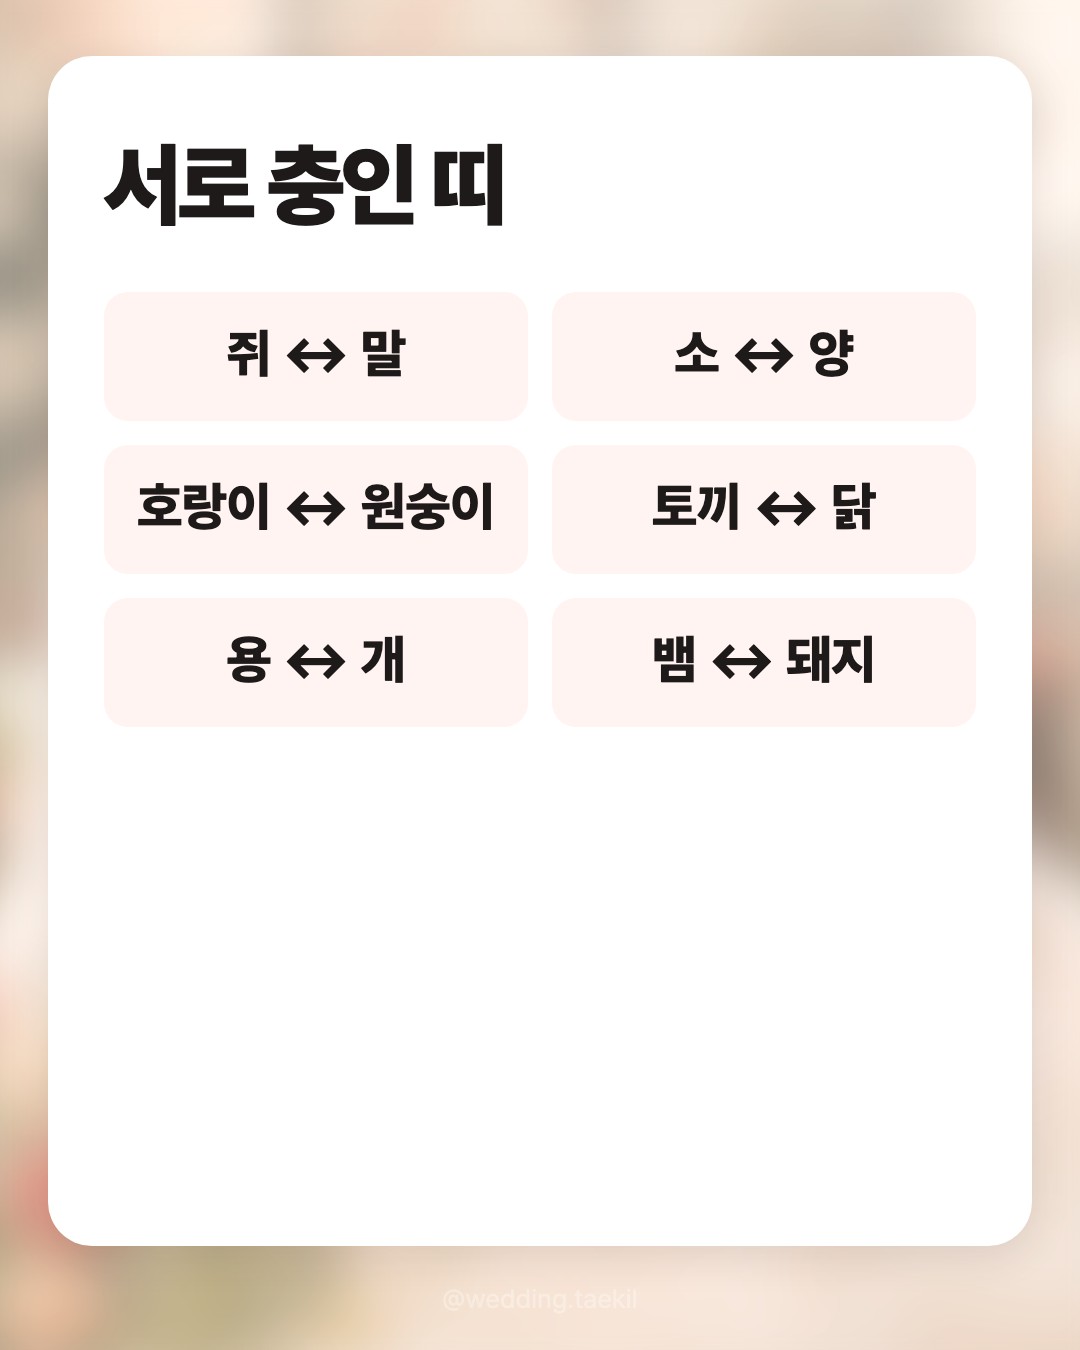 서로 충인 띠
쥐 ↔ 말
소 ↔ 양
호랑이 ↔ 원숭이
토끼 ↔ 닭
용 ↔ 개
뱀 ↔ 돼지
@wedding.taekil